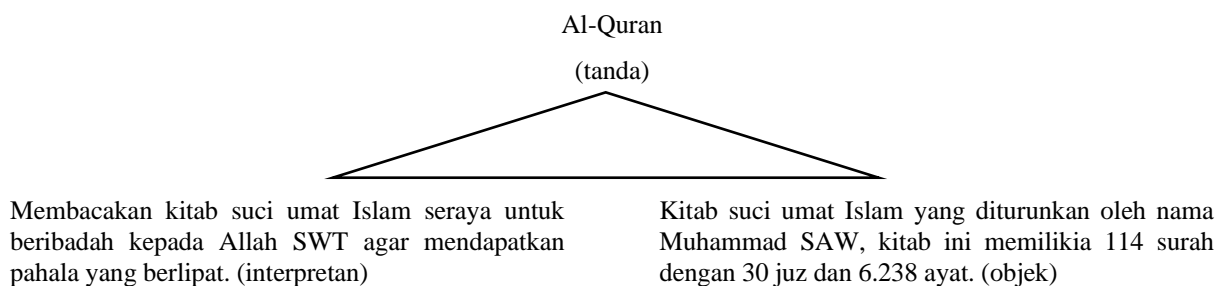 Al-Quran
(tanda)
Membacakan kitab suci umat Islam seraya untuk
beribadah kepada Allah SWT agar mendapatkan
pahala yang berlipat. (interpretan)
Kitab suci umat Islam yang diturunkan oleh nama
Muhammad SAW, kitab ini memilikia 114 surah
dengan 30 juz dan 6.238 ayat. (objek)